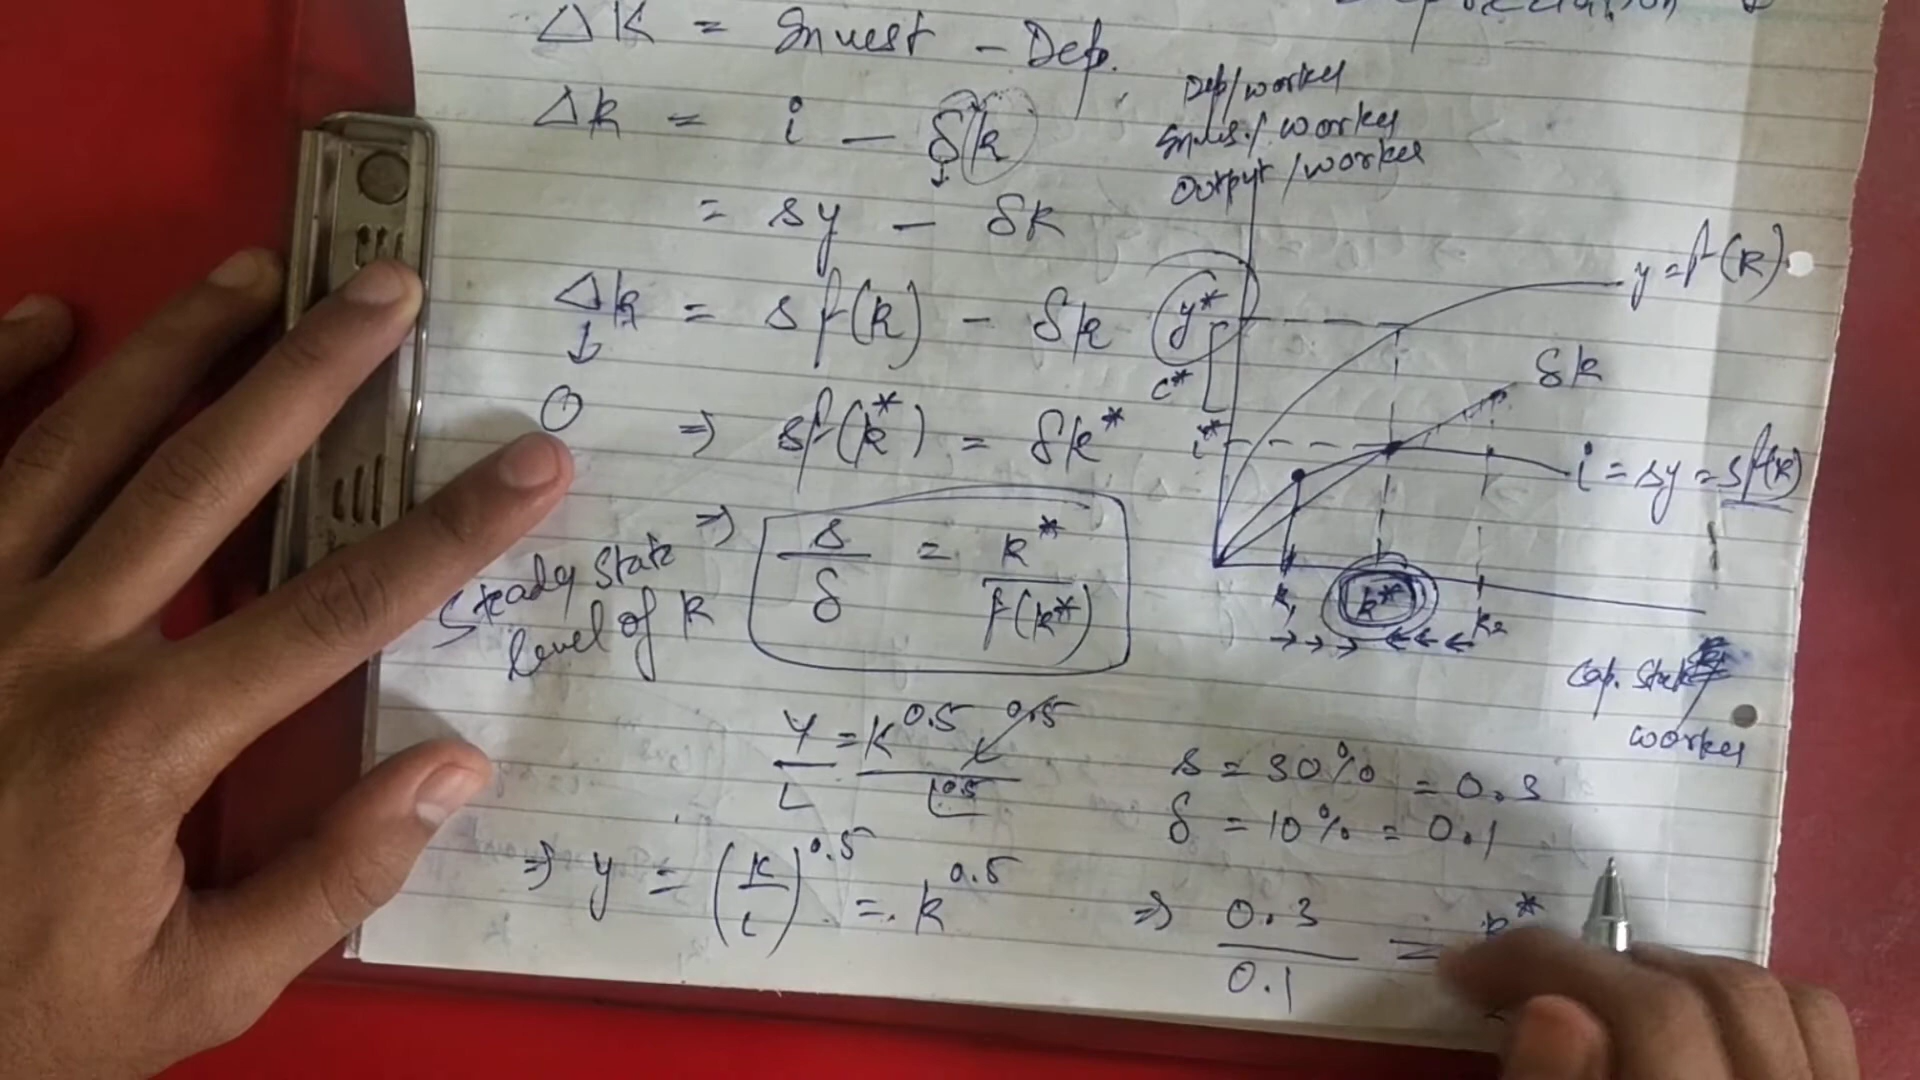 ΔK = Invest - Dep.
Δk = i - δk
= sy - δk
Δk = sf(k) - δk
0 ⇒ sf(k*) = δk*
Steady State level of k ⇒ s/δ = k*/f(k*)
Dep/worker
Invs./worker
Output/worker
y = f(k)
y*
c*
δk
i*
i = sy = sf(k)
k₁ k* k₂
→→→ ←←←
Cap. Stock/
worker
Y/L = K^0.5 L^0.5/L^0.5
s = 30% = 0.3
δ = 10% = 0.1
⇒ y = (K/L)^0.5 = k^0.5
⇒ 0.3/0.1 = k*